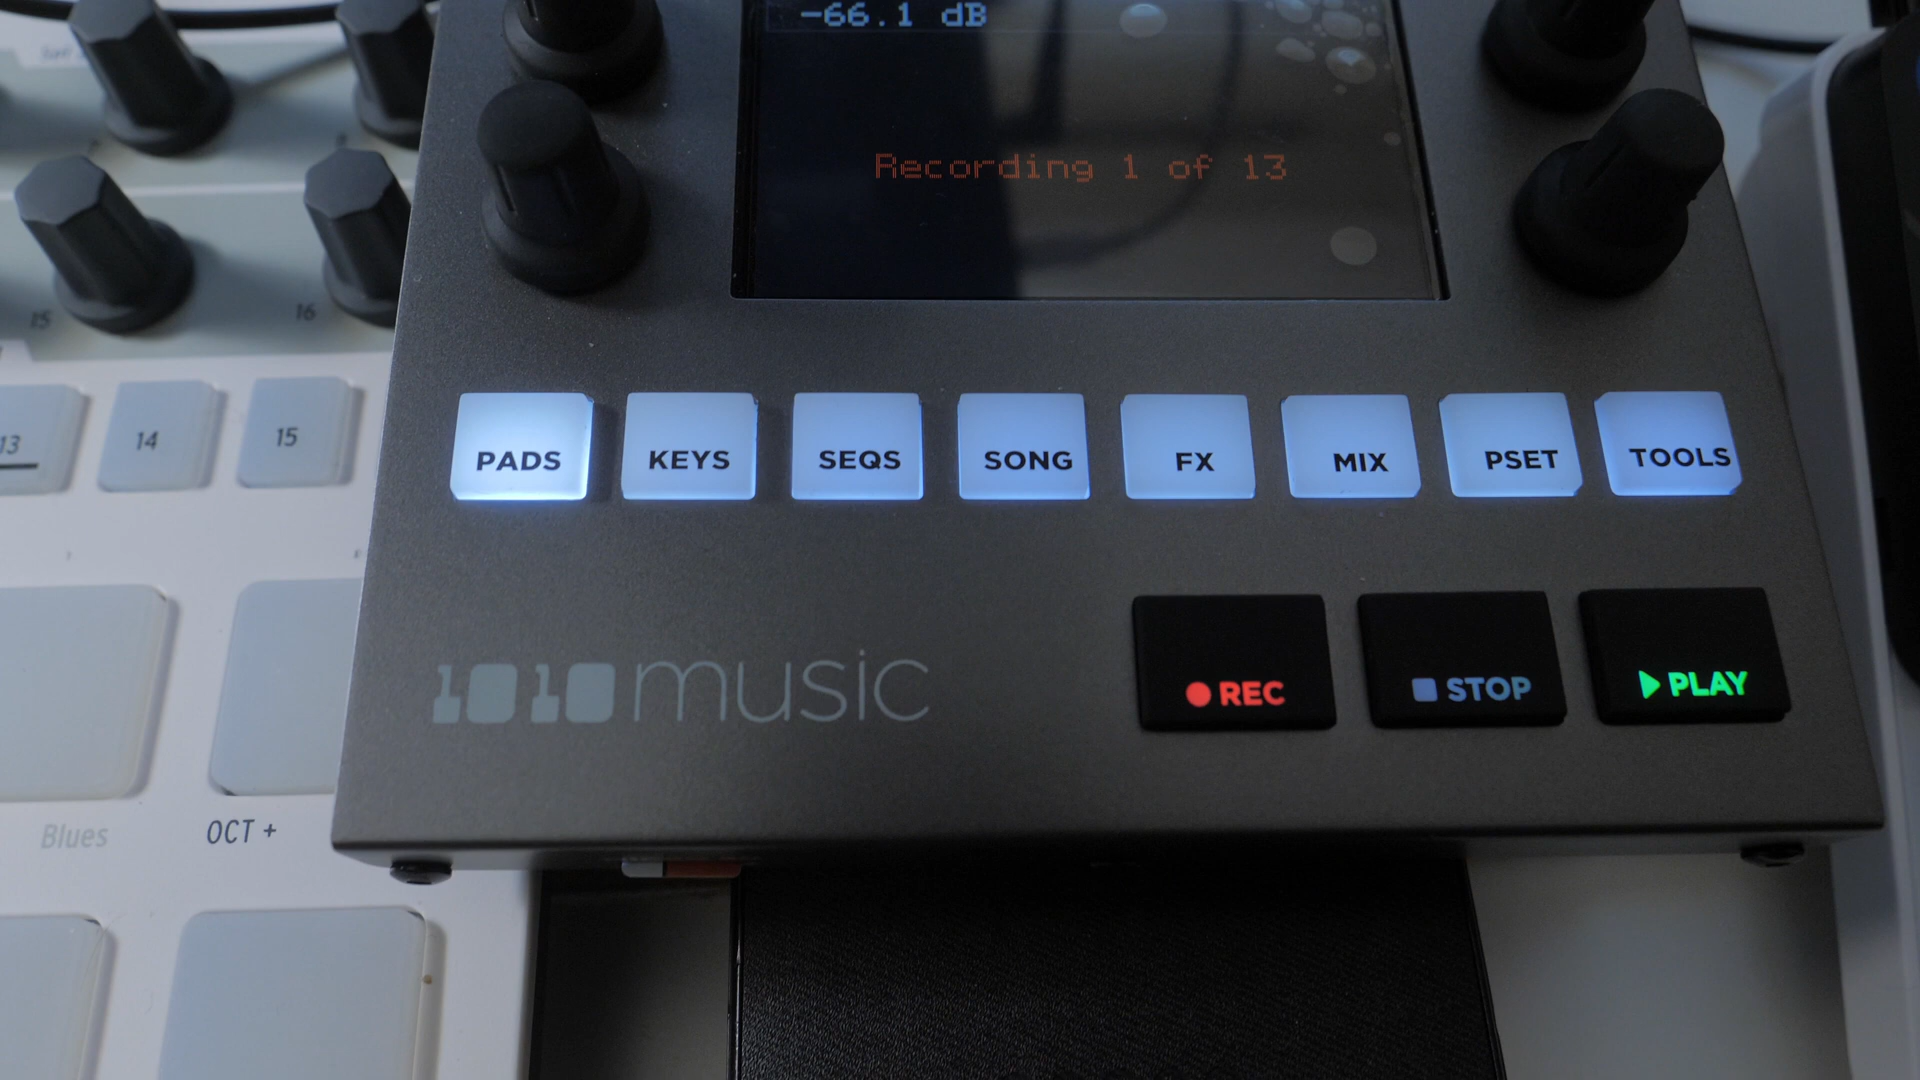 -66.1 dB
Recording 1 of 13
15
16
13
14
15
PADS
KEYS
SEQS
SONG
FX
MIX
PSET
TOOLS
1010music
REC
STOP
PLAY
Blues
OCT +